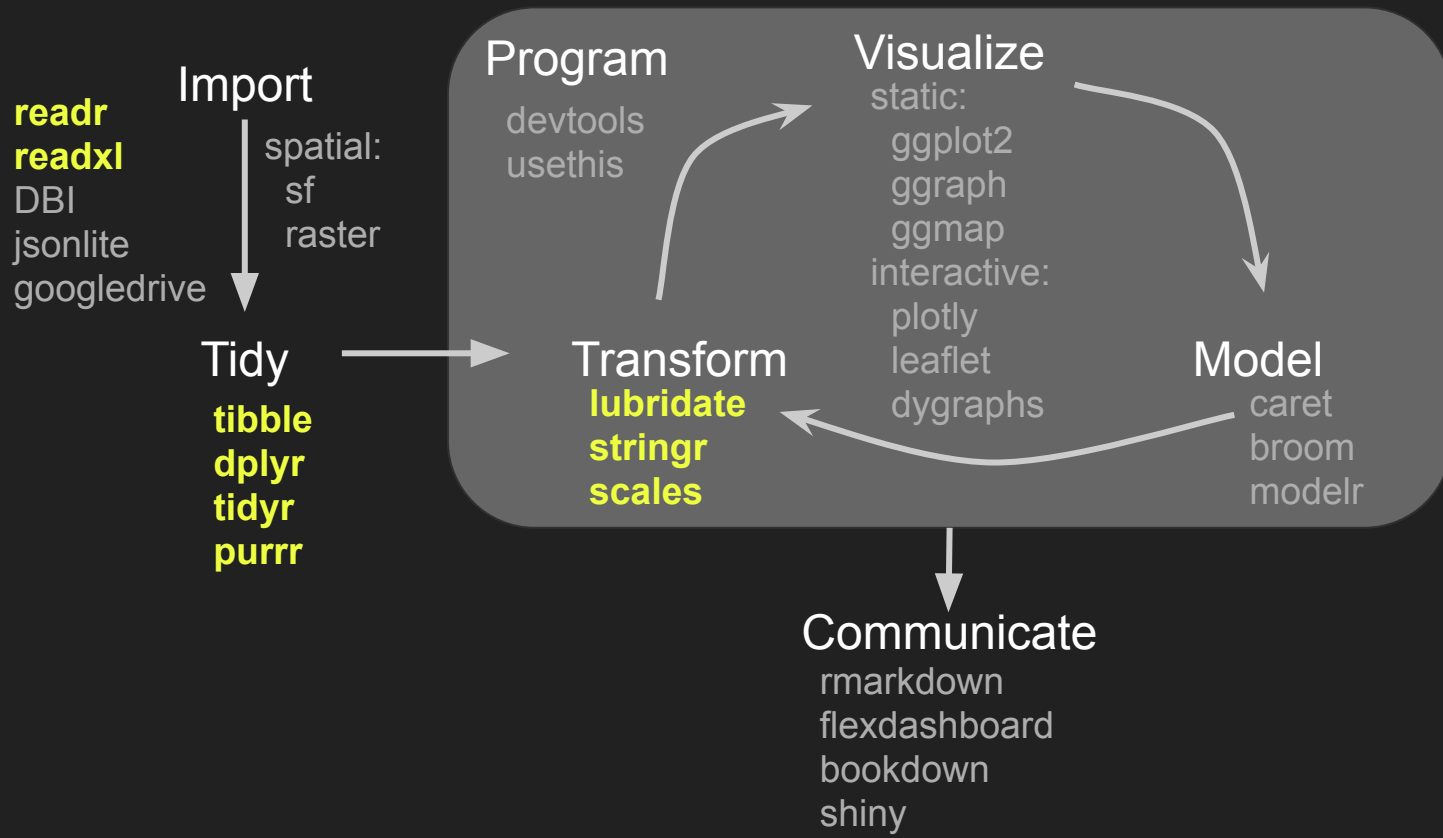 Import
readr
readxl
DBI
jsonlite
googledrive
spatial:
sf
raster
Tidy
tibble
dplyr
tidyr
purrr
Program
devtools
usethis
Transform
lubridate
stringr
scales
Visualize
static:
ggplot2
ggraph
ggmap
interactive:
plotly
leaflet
dygraphs
Model
caret
broom
modelr
Communicate
rmarkdown
flexdashboard
bookdown
shiny